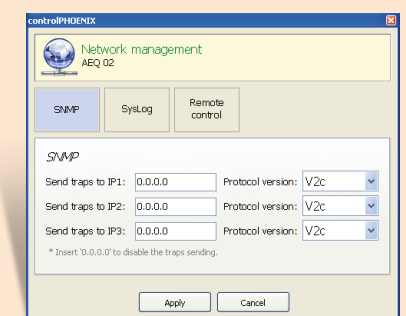 controlPHOENIX
Network management
AEQ 02
SNMP
SysLog
Remote control
SNMP
Send traps to IP1: 0.0.0.0 Protocol version: V2c
Send traps to IP2: 0.0.0.0 Protocol version: V2c
Send traps to IP3: 0.0.0.0 Protocol version: V2c
* Insert '0.0.0.0' to disable the traps sending.
Apply Cancel